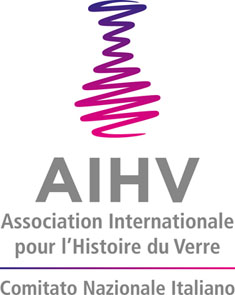 AIHV
Association Internationale
pour l'Histoire du Verre
Comitato Nazionale Italiano